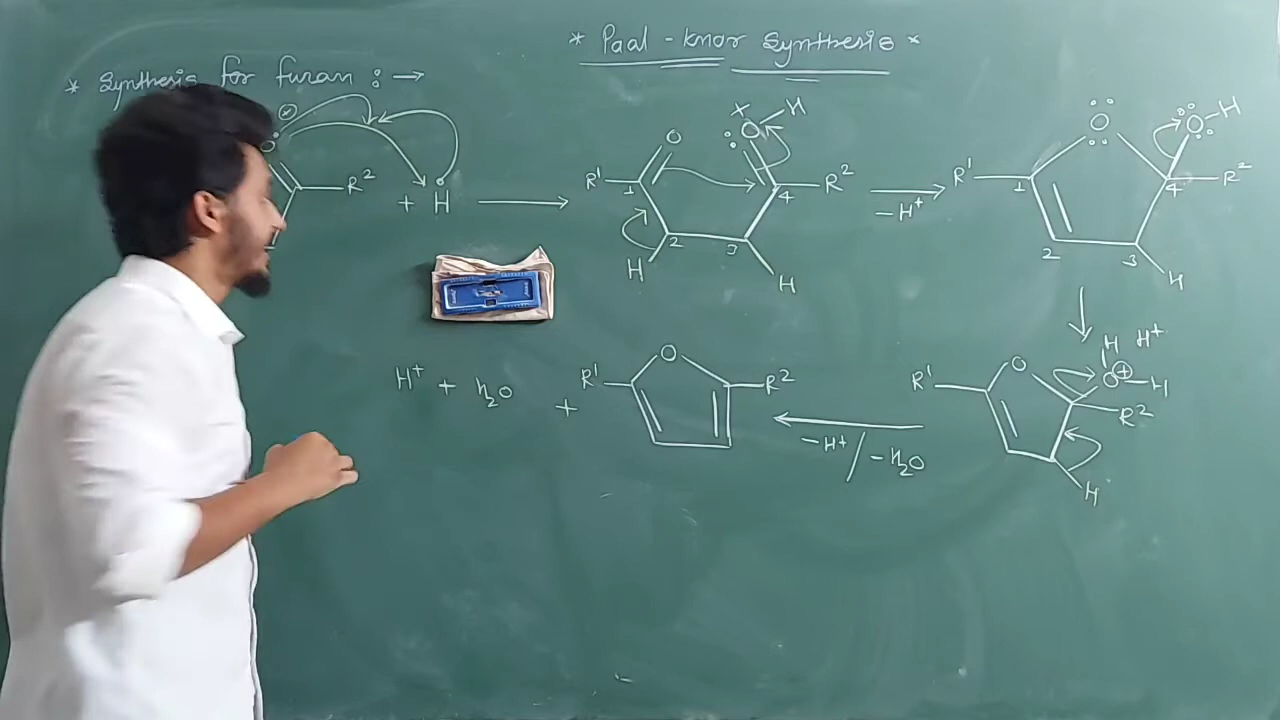 * Paal - knor Synthesis *
* Synthesis for furan : →
R² + H → R¹ O O H R² 1 2 3 4 H H
-H⁺
R¹ O O-H R² 1 2 3 4 H
H H⁺
R¹ O O⊕-H R² H
-H⁺/-H₂O
H⁺ + H₂O + R¹ O R²